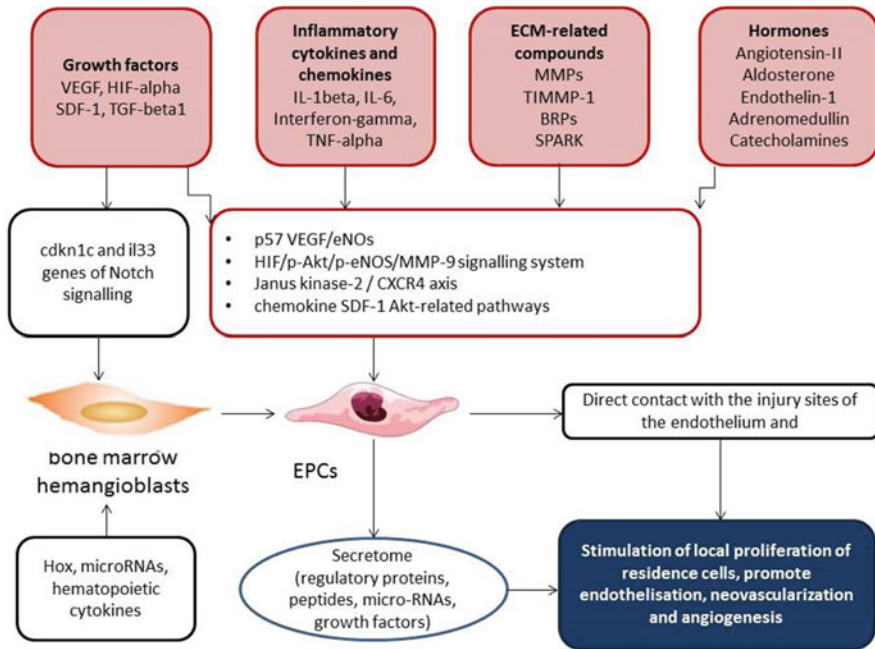 Growth factors
VEGF, HIF-alpha
SDF-1, TGF-beta1
Inflammatory
cytokines and
chemokines
IL-1beta, IL-6,
Interferon-gamma,
TNF-alpha
ECM-related
compounds
MMPs
TIMMP-1
BRPs
SPARK
Hormones
Angiotensin-II
Aldosterone
Endothelin-1
Adrenomedullin
Catecholamines
cdkn1c and il33
genes of Notch
signalling
• p57 VEGF/eNOs
• HIF/p-Akt/p-eNOS/MMP-9 signalling system
• Janus kinase-2 / CXCR4 axis
• chemokine SDF-1 Akt-related pathways
bone marrow
hemangioblasts
EPCs
Direct contact with the injury sites of
the endothelium and
Hox, microRNAs,
hematopoietic
cytokines
Secretome
(regulatory proteins,
peptides, micro-RNAs,
growth factors)
Stimulation of local proliferation of
residence cells, promote
endothelisation, neovascularization
and angiogenesis